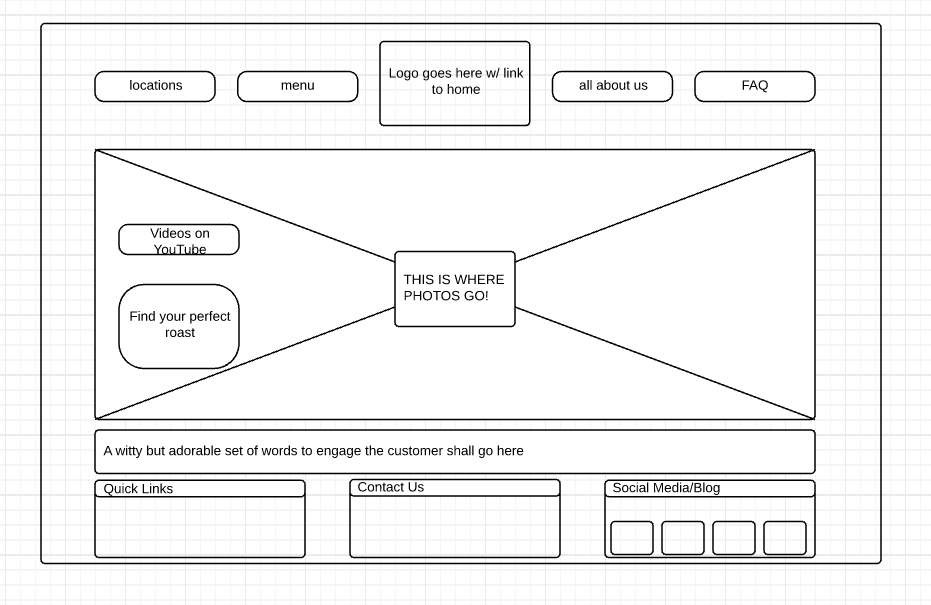 locations
menu
Logo goes here w/ link
to home
all about us
FAQ
Videos on
YouTube
Find your perfect
roast
THIS IS WHERE
PHOTOS GO!
A witty but adorable set of words to engage the customer shall go here
Quick Links
Contact Us
Social Media/Blog